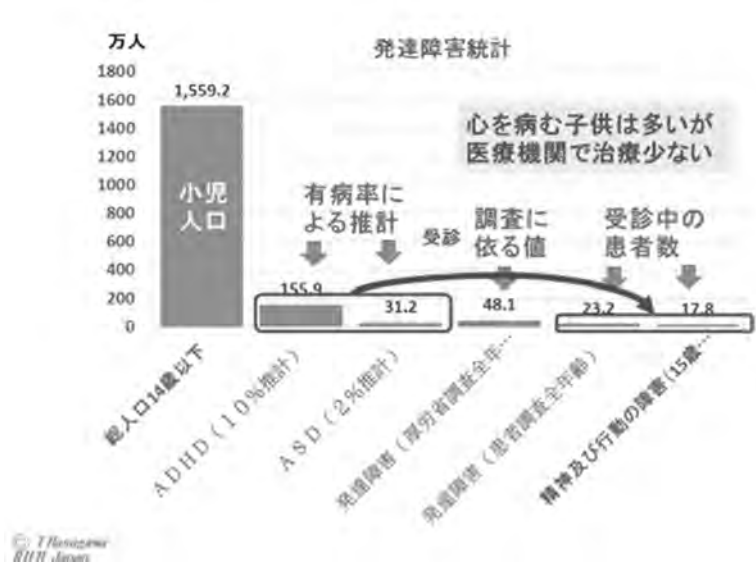 万人
発達障害統計
1800
1600
1400
1200
1000
800
600
400
200
0
1,559.2
小児
人口
心を病む子供は多いが
医療機関で治療少ない
有病率に
よる推計
受診
調査に
依る値
受診中の
患者数
155.9
31.2
48.1
23.2
17.8
総人口14歳以下
ADHD(10%推計)
ASD(2%推計)
発達障害(厚労省調査全年…
発達障害(患者調査全年齢)
精神及び行動の障害(15歳…
Japan